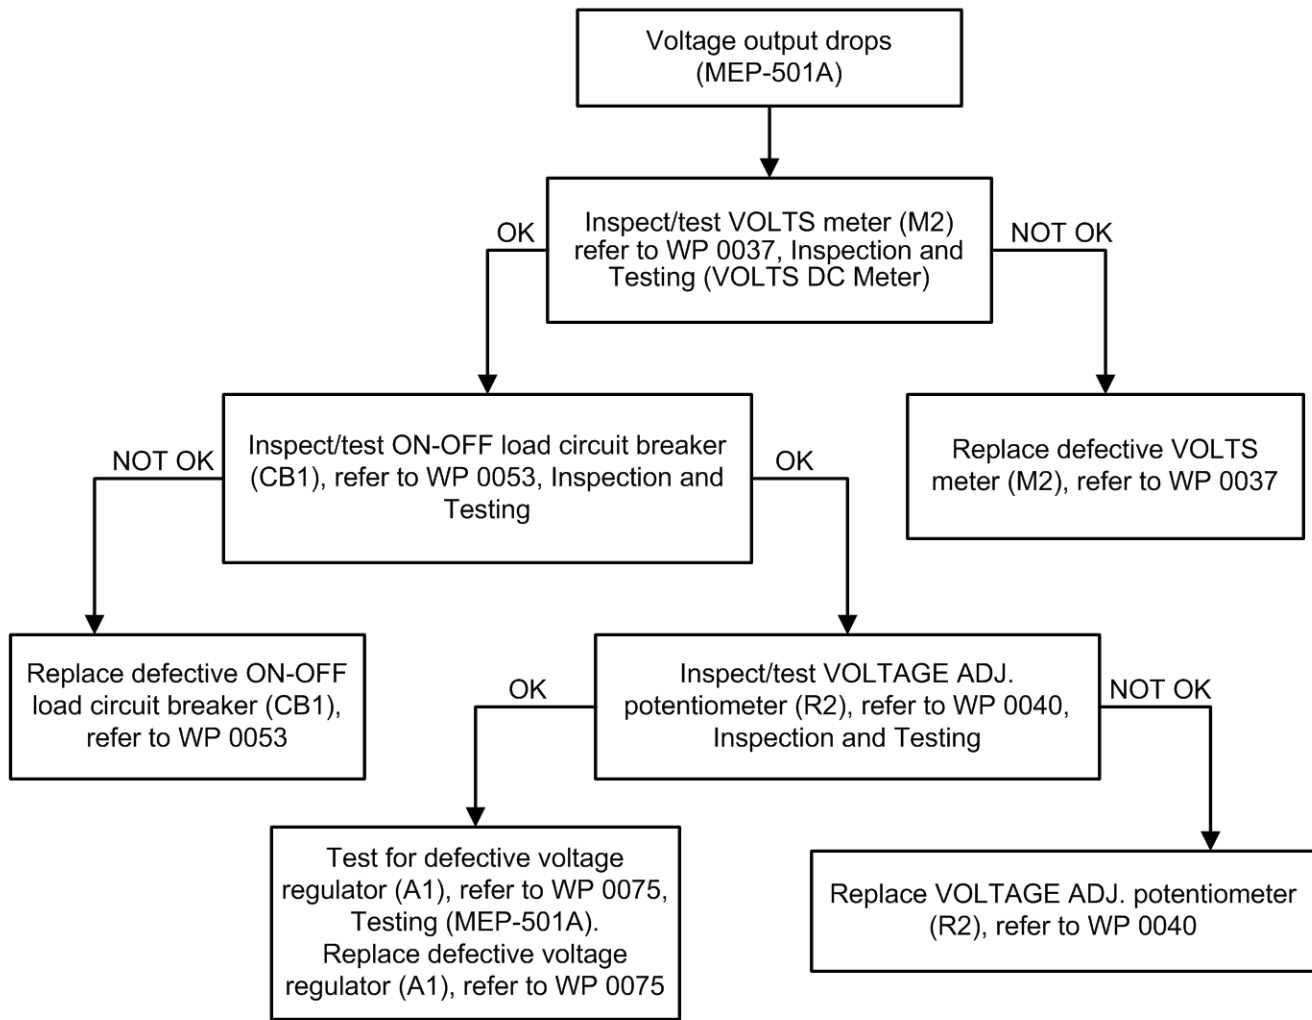 Voltage output drops
(MEP-501A)
Inspect/test VOLTS meter (M2)
refer to WP 0037, Inspection and
Testing (VOLTS DC Meter)
OK
NOT OK
Inspect/test ON-OFF load circuit breaker
(CB1), refer to WP 0053, Inspection and
Testing
Replace defective VOLTS
meter (M2), refer to WP 0037
NOT OK
OK
Replace defective ON-OFF
load circuit breaker (CB1),
refer to WP 0053
Inspect/test VOLTAGE ADJ.
potentiometer (R2), refer to WP 0040,
Inspection and Testing
OK
NOT OK
Test for defective voltage
regulator (A1), refer to WP 0075,
Testing (MEP-501A).
Replace defective voltage
regulator (A1), refer to WP 0075
Replace VOLTAGE ADJ. potentiometer
(R2), refer to WP 0040